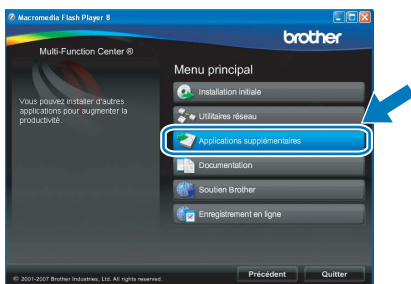 Macromedia Flash Player 8
brother
Multi-Function Center ®
Menu principal
Vous pouvez installer d'autres
applications pour augmenter la
productivité.
Installation initiale
Utilitaires réseau
Applications supplémentaires
Documentation
Soutien Brother
Enregistrement en ligne
© 2001-2007 Brother Industries, Ltd. All rights reserved.
Précédent
Quitter